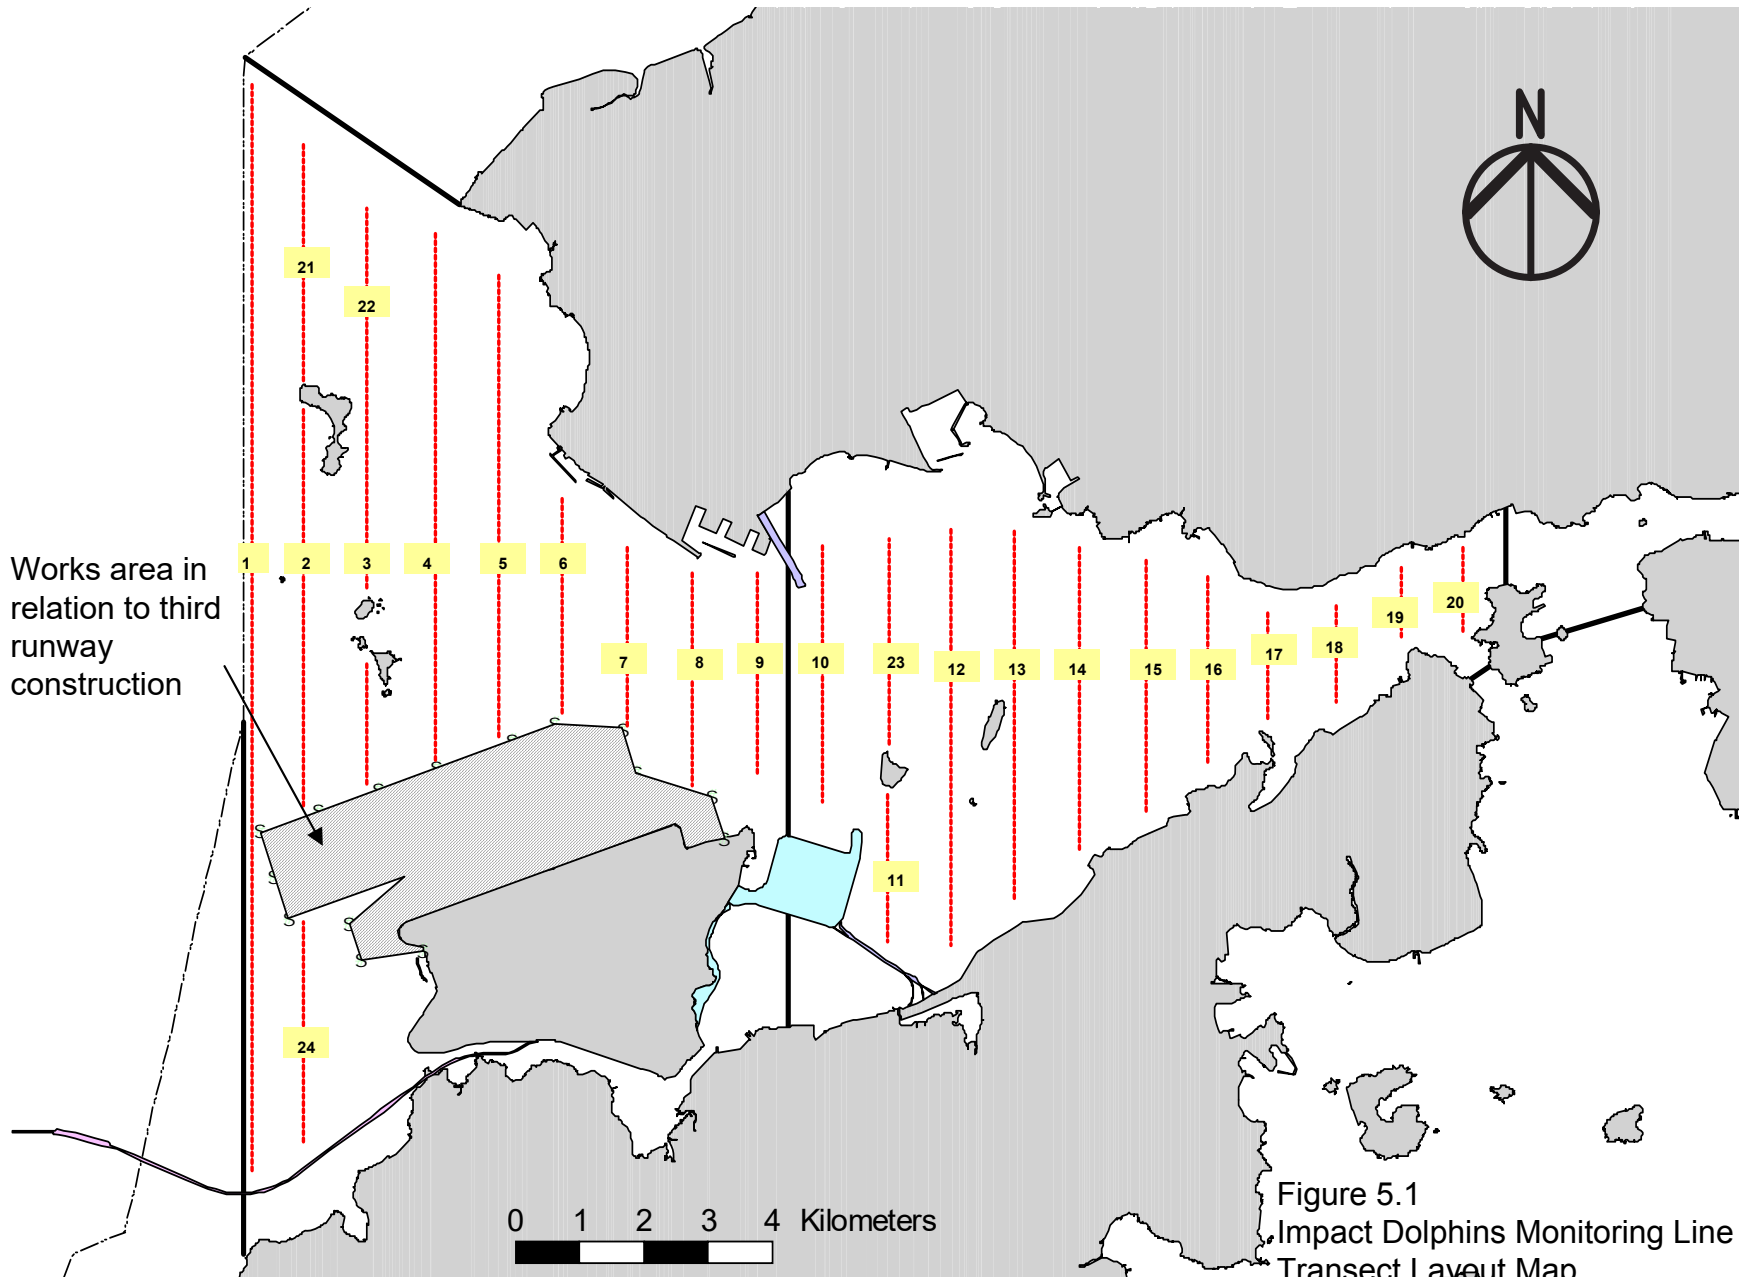 N
21
22
Works area in
relation to third
runway
construction
1
2
3
4
5
6
7
8
9
10
23
12
13
14
15
16
17
18
19
20
11
24
S
S
S
S
S
S
S
S
S
S
S
S
S
S
0 1 2 3 4 Kilometers
Figure 5.1
Impact Dolphins Monitoring Line
Transect Layout Map